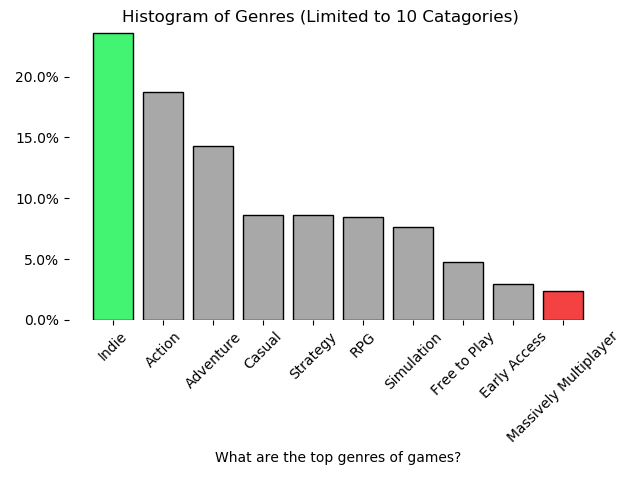 Histogram of Genres (Limited to 10 Catagories)
20.0%
15.0%
10.0%
5.0%
0.0%
Indie
Action
Adventure
Casual
Strategy
RPG
Simulation
Free to Play
Early Access
Massively Multiplayer
What are the top genres of games?